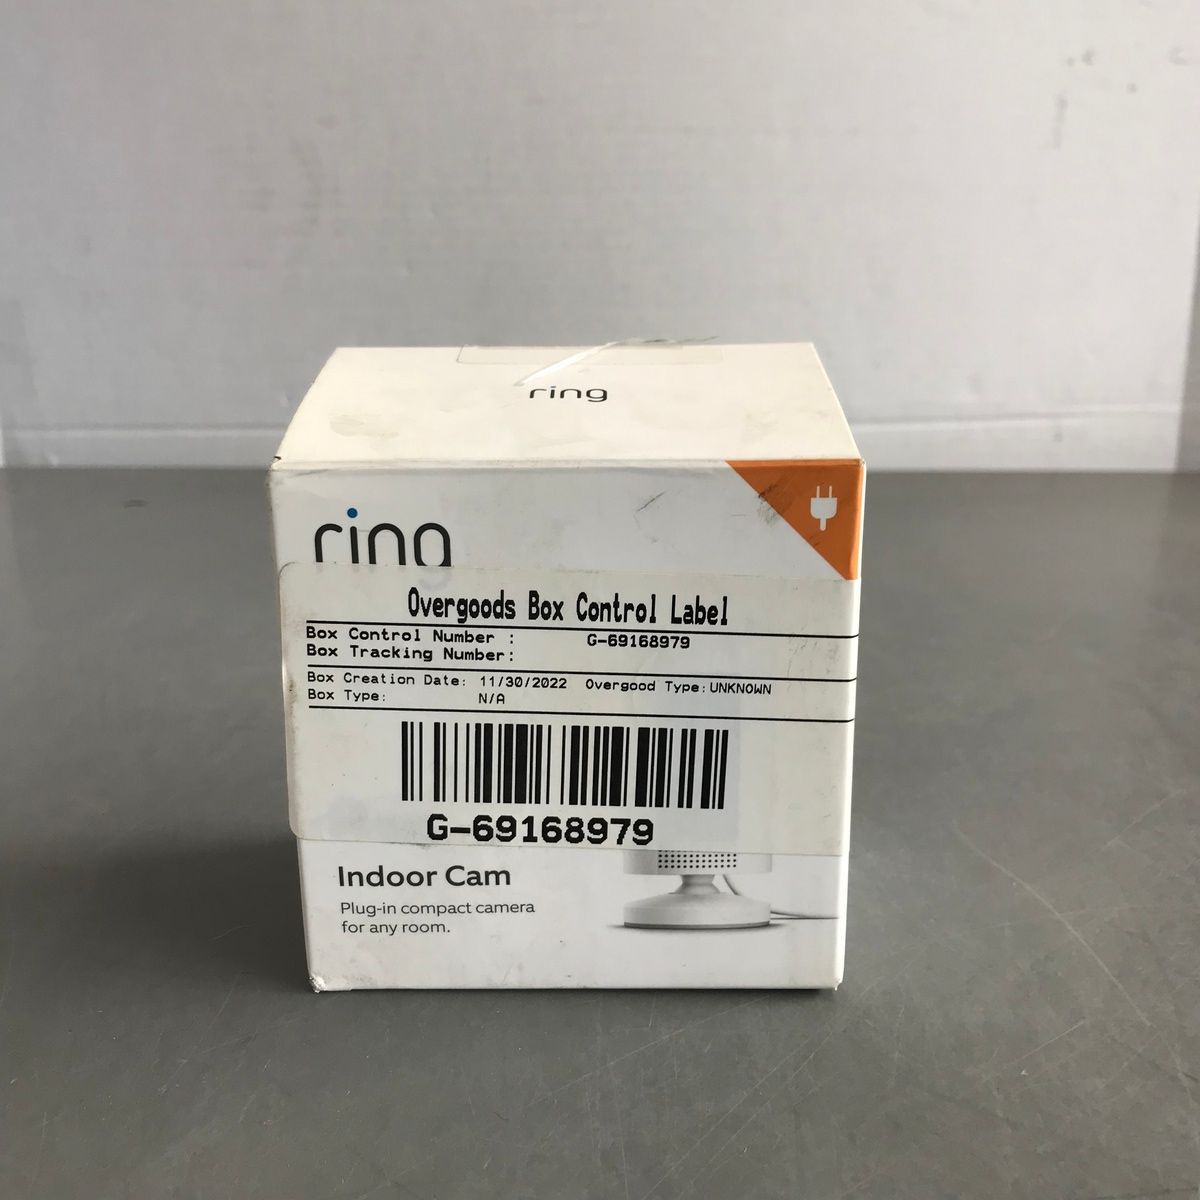 ring
ring
Overgoods Box Control Label
Box Control Number : G-69168979
Box Tracking Number:
Box Creation Date: 11/30/2022 Overgood Type:UNKNOWN
Box Type: N/A
G-69168979
Indoor Cam
Plug-in compact camera
for any room.